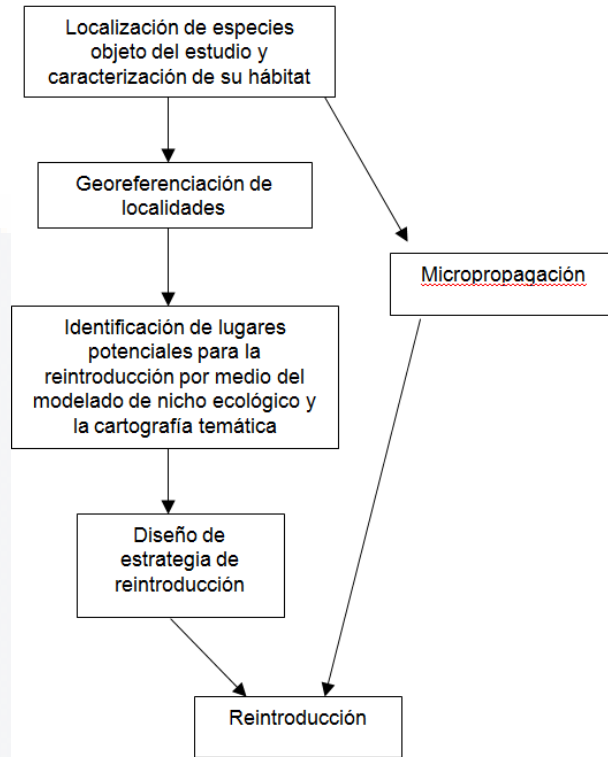 Localización de especies
objeto del estudio y
caracterización de su hábitat
Georeferenciación de
localidades
Micropropagación
Identificación de lugares
potenciales para la
reintroducción por medio del
modelado de nicho ecológico y
la cartografía temática
Diseño de
estrategia de
reintroducción
Reintroducción